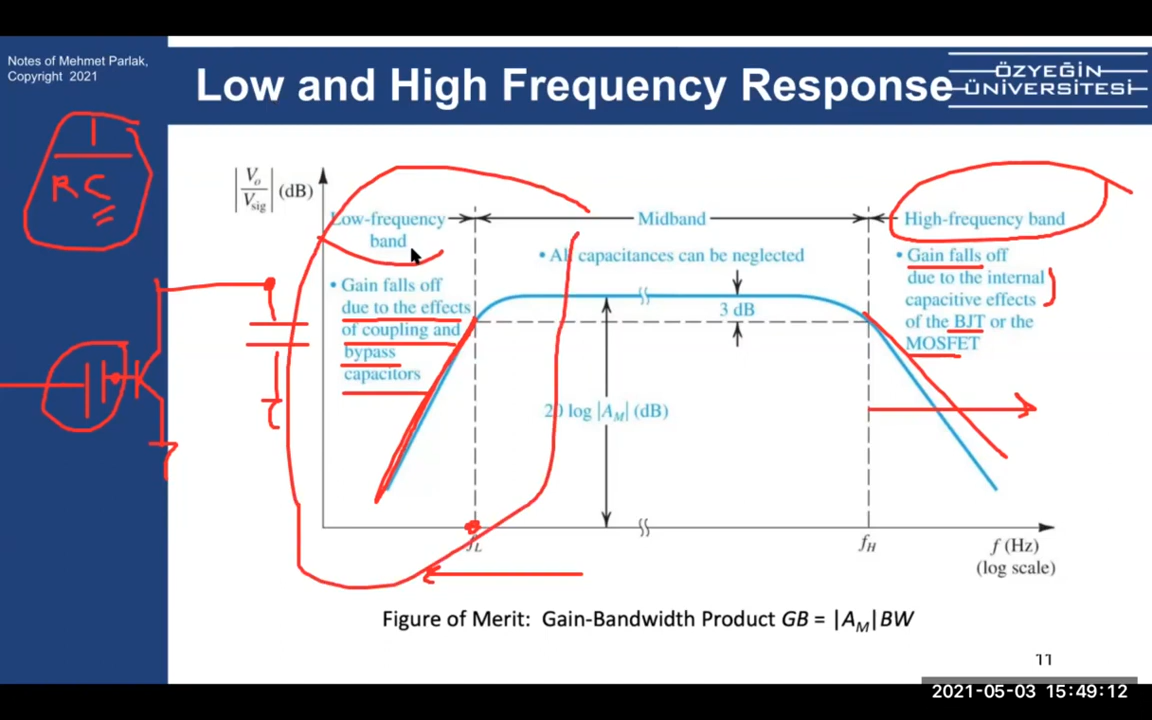 Notes of Mehmet Parlak,
Copyright 2021
Low and High Frequency Response
ÖZYEĞİN
ÜNİVERSİTESİ
1
RC
|Vo/Vsig| (dB)
Low-frequency
band
Midband
High-frequency band
• Gain falls off
due to the effects
of coupling and
bypass
capacitors
• All capacitances can be neglected
3 dB
20 log |AM| (dB)
• Gain falls off
due to the internal
capacitive effects
of the BJT or the
MOSFET
fL
fH
f (Hz)
(log scale)
Figure of Merit: Gain-Bandwidth Product GB = |AM|BW
11
2021-05-03 15:49:12